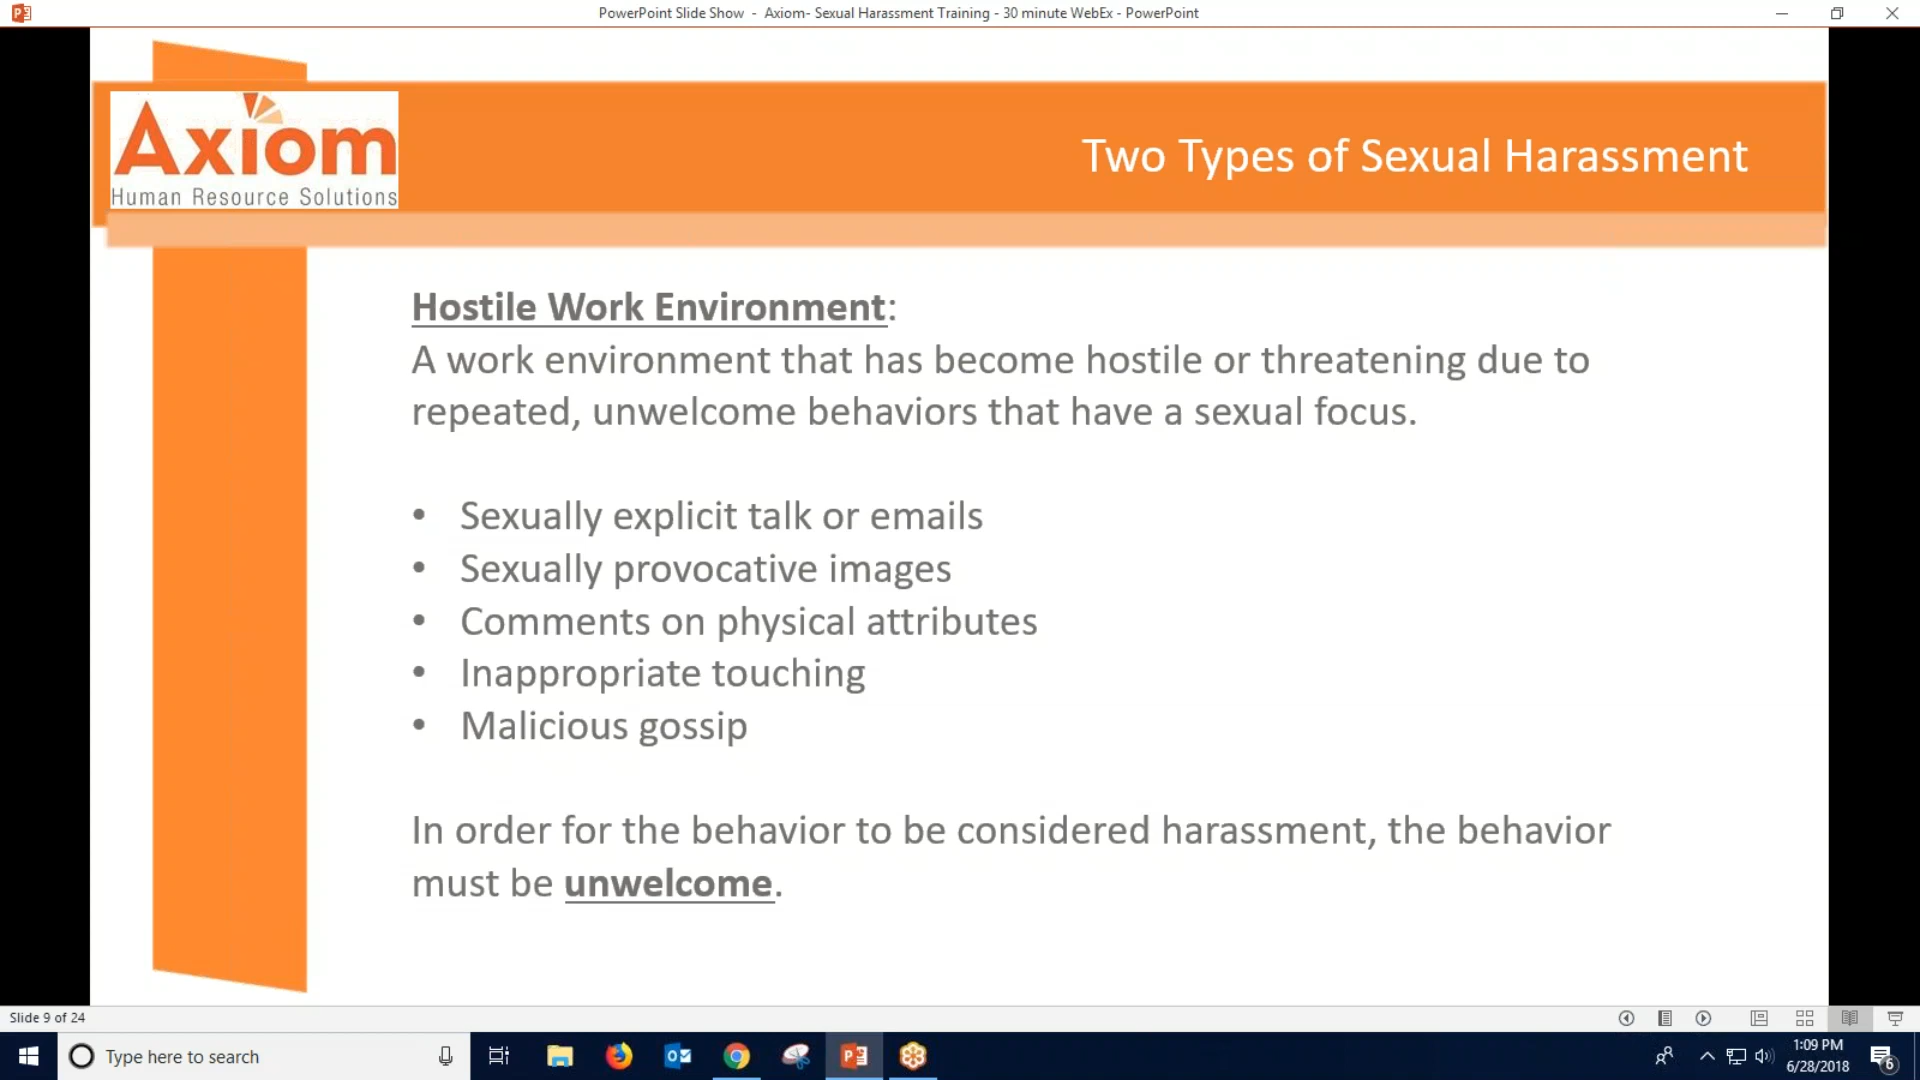 PowerPoint Slide Show - Axiom- Sexual Harassment Training - 30 minute WebEx - PowerPoint
Axiom
Human Resource Solutions
Two Types of Sexual Harassment
Hostile Work Environment:
A work environment that has become hostile or threatening due to
repeated, unwelcome behaviors that have a sexual focus.
• Sexually explicit talk or emails
• Sexually provocative images
• Comments on physical attributes
• Inappropriate touching
• Malicious gossip
In order for the behavior to be considered harassment, the behavior
must be unwelcome.
Slide 9 of 24
Type here to search
1:09 PM
6/28/2018
6